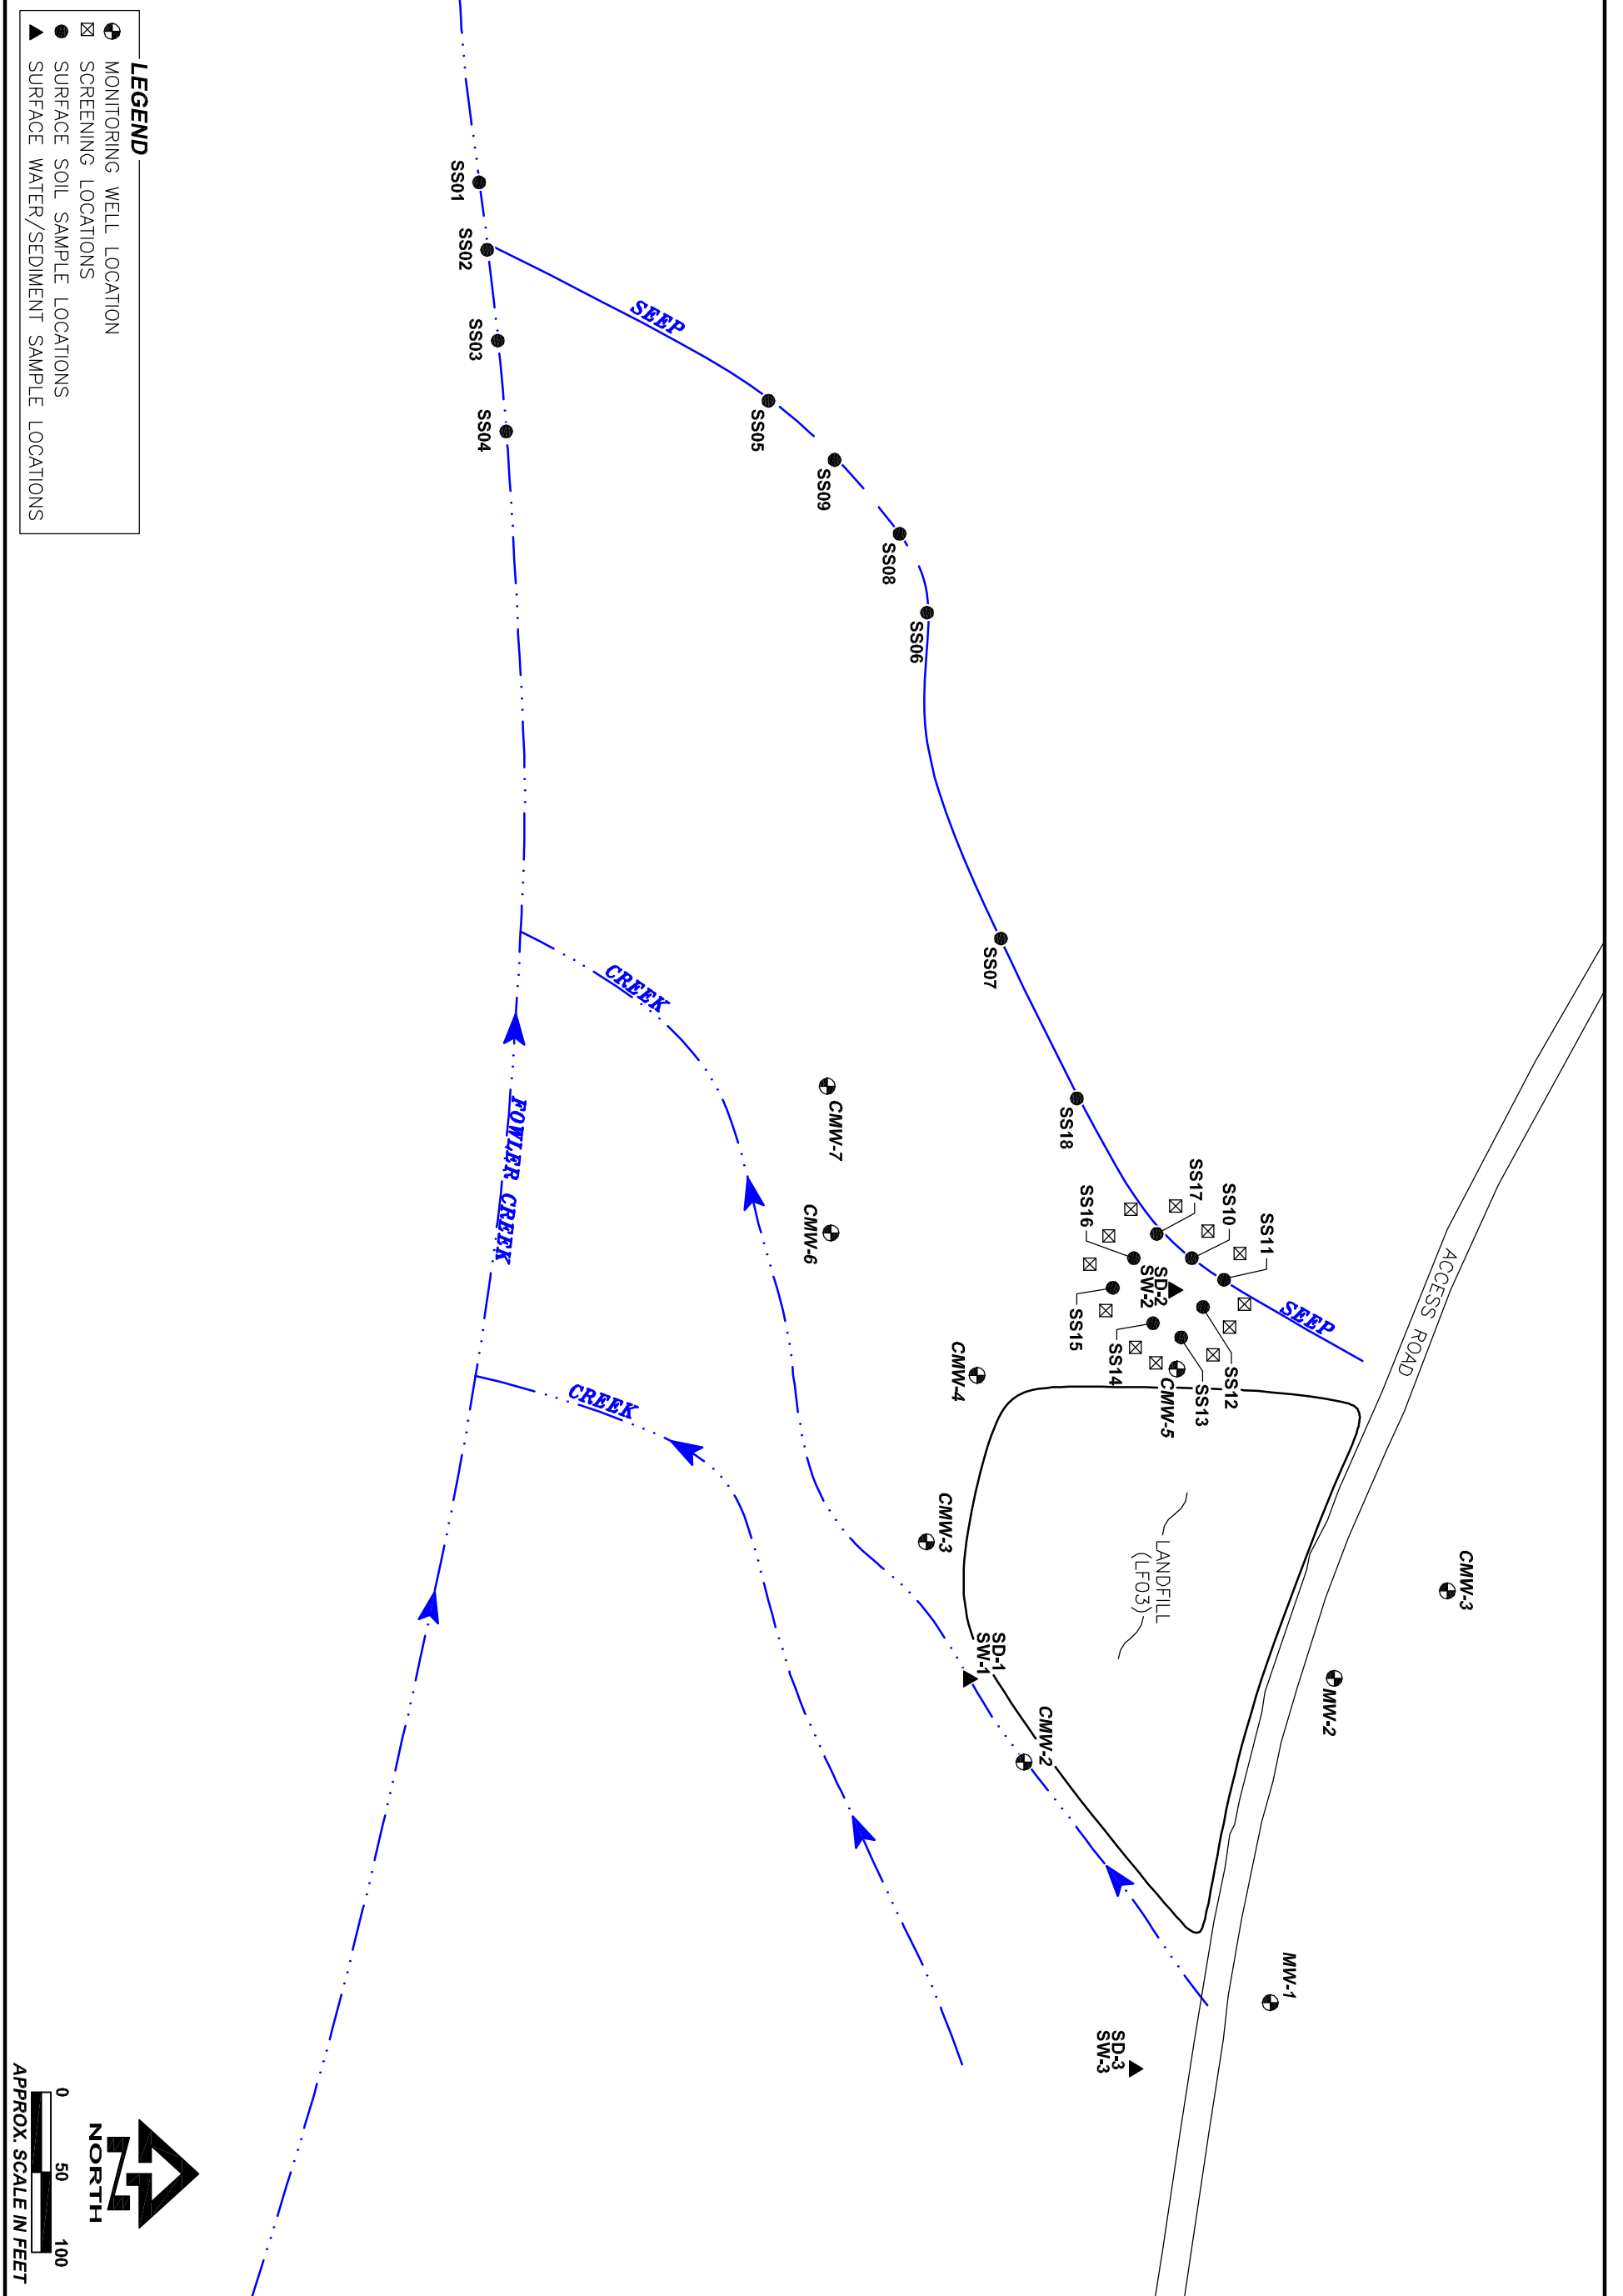 LEGEND
MONITORING WELL LOCATION
SCREENING LOCATIONS
SURFACE SOIL SAMPLE LOCATIONS
SURFACE WATER/SEDIMENT SAMPLE LOCATIONS
SS01
SS02
SS03
SS04
SEEP
SS05
SS09
SS08
SS06
SS07
SS18
SS17
SS10
SS11
SS16
SD-2
SW-2
SEEP
SS15
SS14
SS13
SS12
CMW-5
ACCESS ROAD
CREEK
CMW-7
CMW-6
FOWLER CREEK
CMW-4
CREEK
CMW-3
LANDFILL
(LF03)
CMW-3
MW-2
SD-1
SW-1
CMW-2
MW-1
SD-3
SW-3
NORTH
0 50 100
APPROX. SCALE IN FEET